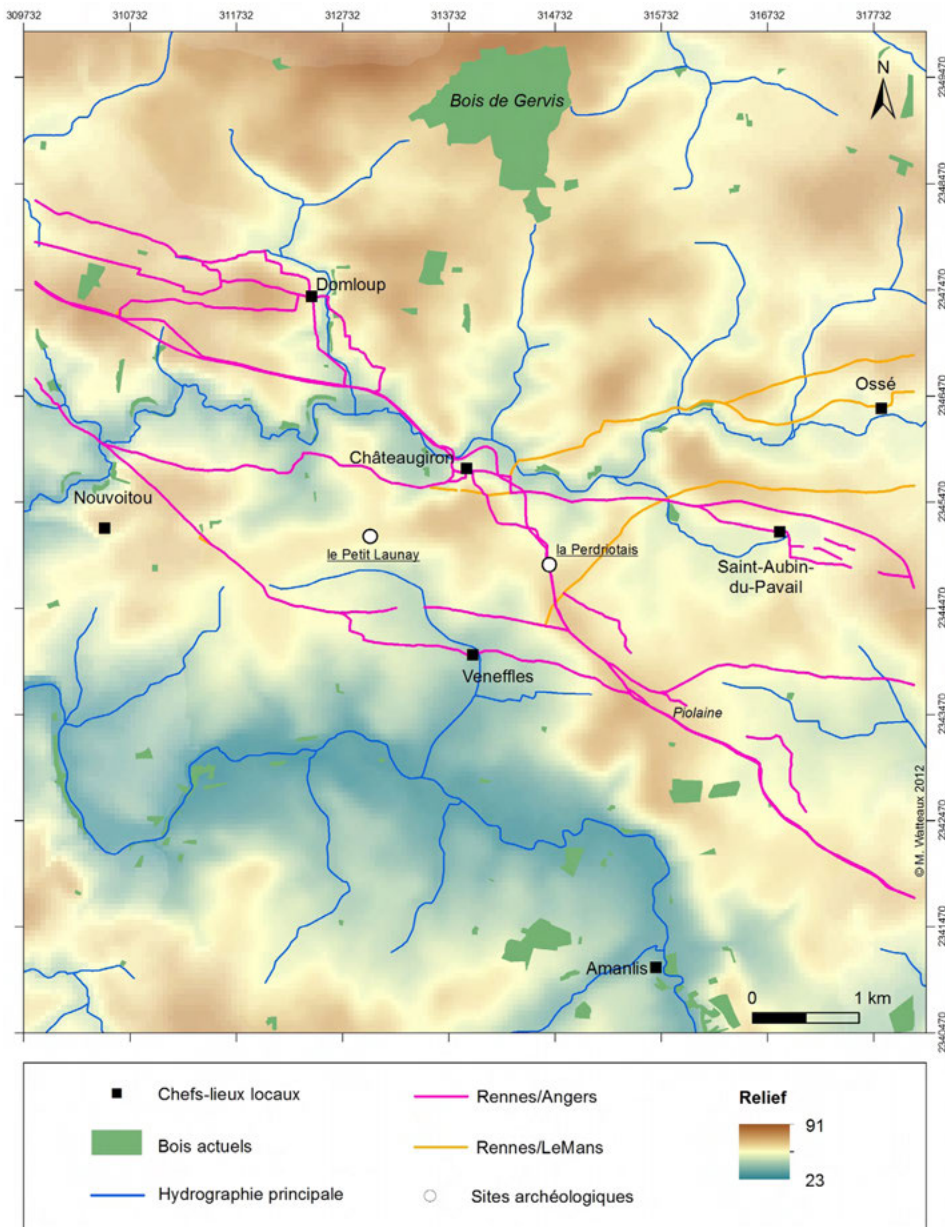 309732 310732 311732 312732 313732 314732 315732 316732 317732
2349470
N
Bois de Gervis
2348470
2347470
Domloup
2346470
Ossé
Châteaugiron
2345470
Nouvoitou
le Petit Launay
la Perdriotais
Saint-Aubin-
du-Pavail
2344470
Veneffles
2343470
Piolaine
© M. Watteaux 2012
2342470
2341470
Amanlis
0 1 km
2340470
Chefs-lieux locaux
Rennes/Angers
Relief
91
Bois actuels
Rennes/LeMans
23
Hydrographie principale
Sites archéologiques